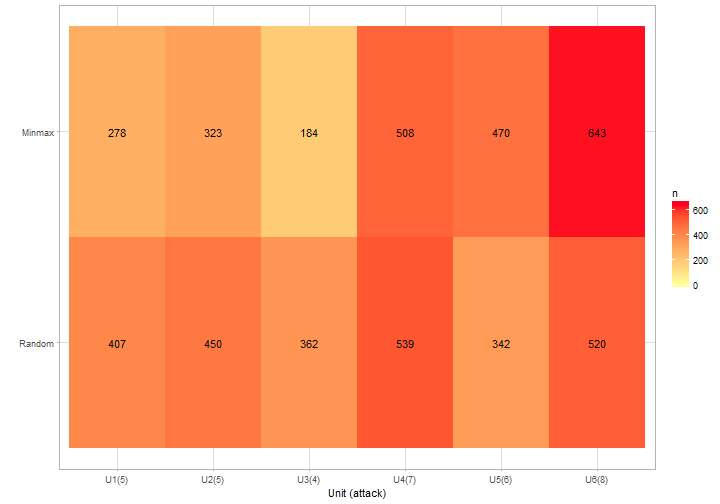 Minmax 278 323 184 508 470 643
Random 407 450 362 539 342 520
U1(5) U2(5) U3(4) U4(7) U5(6) U6(8)
Unit (attack)
n
600
400
200
0